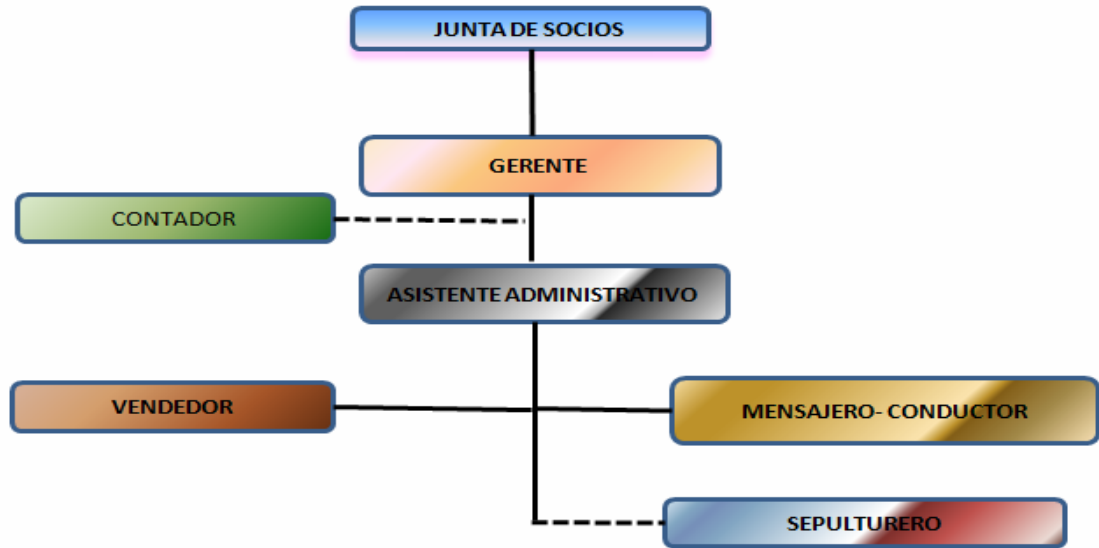 JUNTA DE SOCIOS
GERENTE
CONTADOR
ASISTENTE ADMINISTRATIVO
VENDEDOR
MENSAJERO- CONDUCTOR
SEPULTURERO